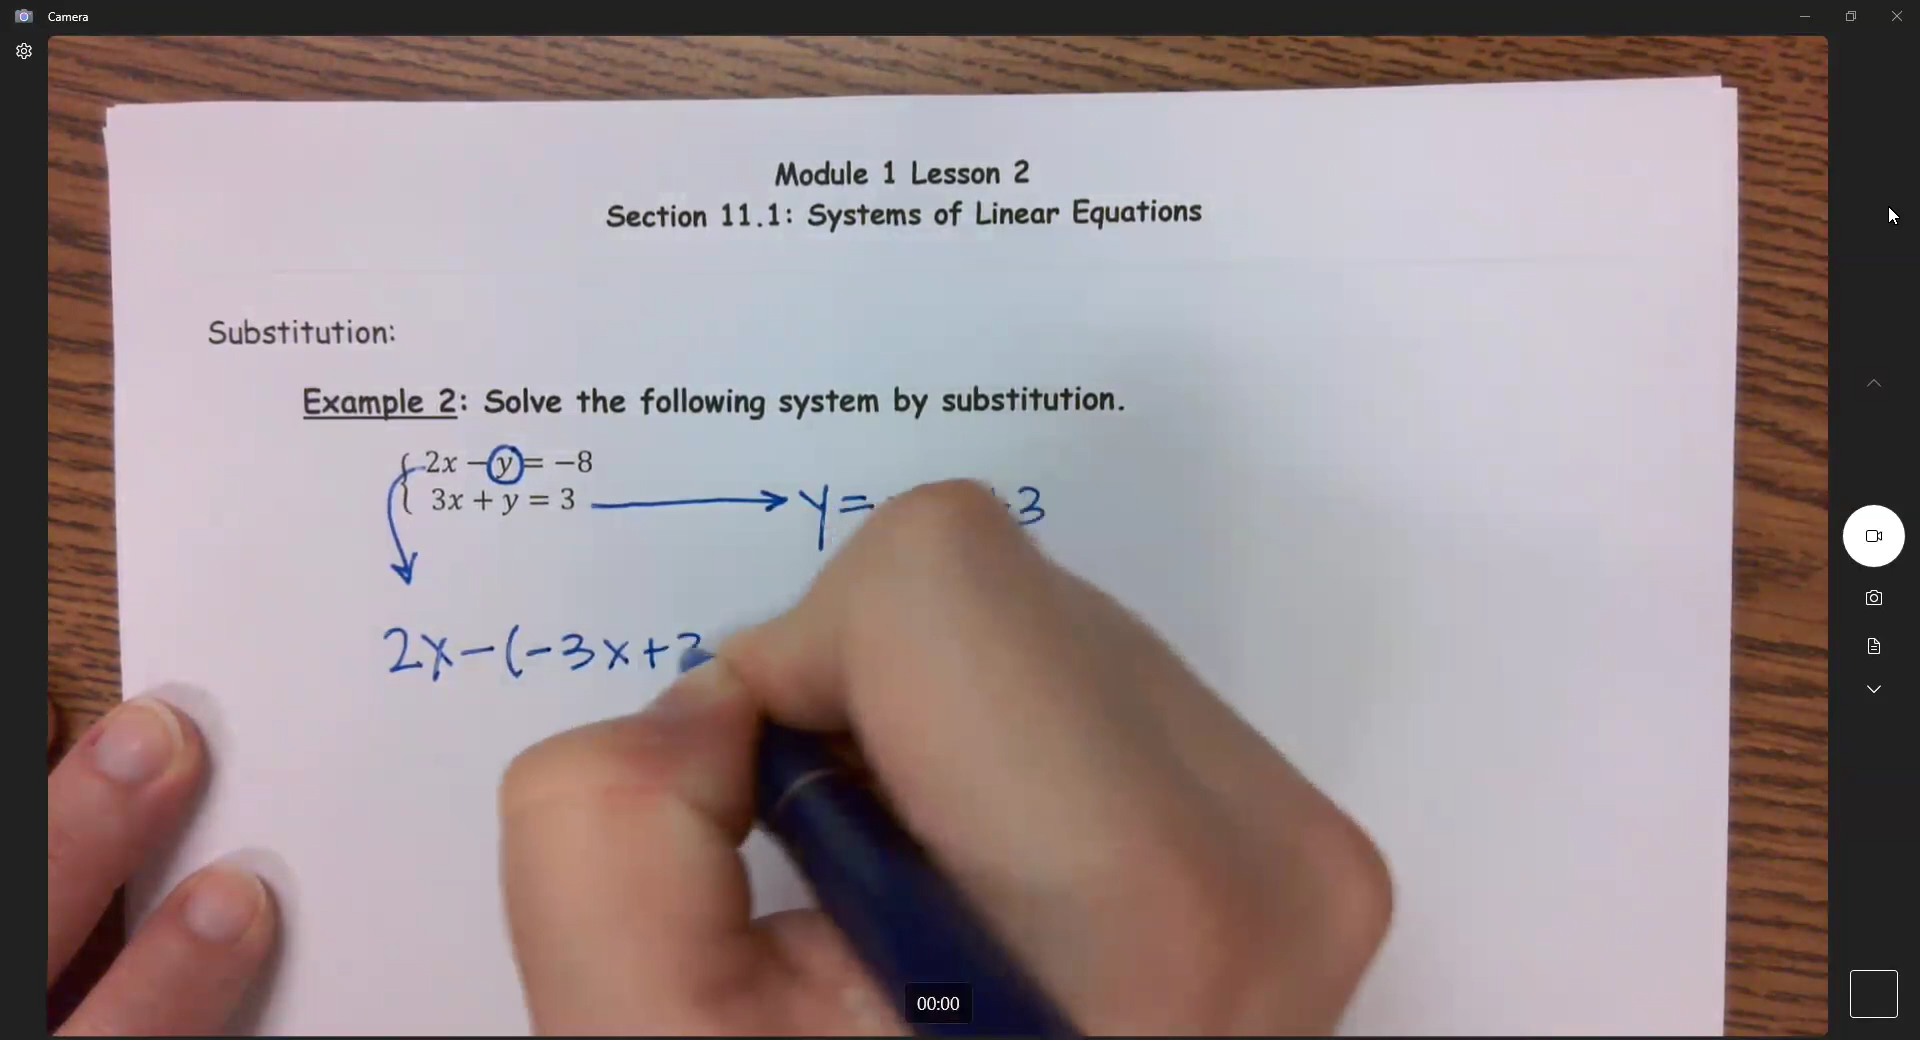 Camera
Module 1 Lesson 2
Section 11.1: Systems of Linear Equations
Substitution:
Example 2: Solve the following system by substitution.
2x − y = −8
3x + y = 3
y = +3
2x-(-3x+3
00:00